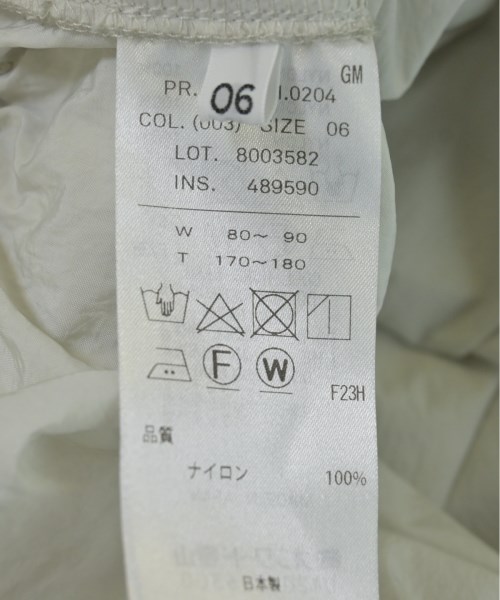 GM
PR. .0204
06
COL. (003) SIZE 06
LOT. 8003582
INS. 489590
W 80～ 90
T 170～180
F W
F23H
品質
ナイロン 100%
日本製